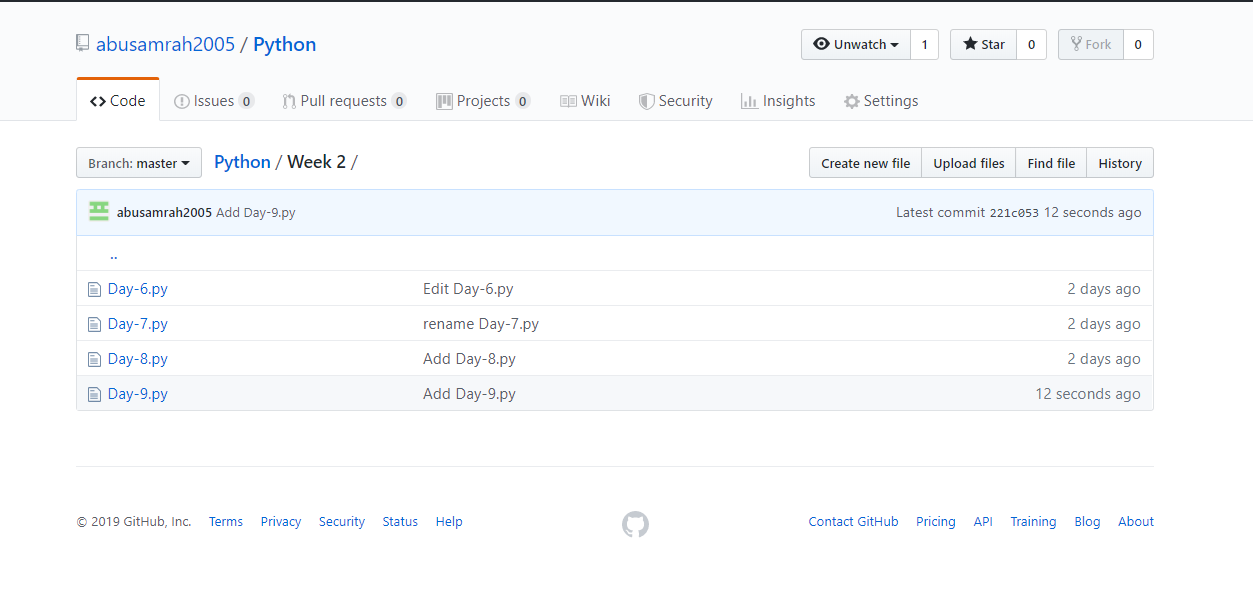 abusamrah2005 / Python
Unwatch 1 Star 0 Fork 0
Code Issues 0 Pull requests 0 Projects 0 Wiki Security Insights Settings
Branch: master Python / Week 2 / Create new file Upload files Find file History
abusamrah2005 Add Day-9.py Latest commit 221c053 12 seconds ago
..
Day-6.py Edit Day-6.py 2 days ago
Day-7.py rename Day-7.py 2 days ago
Day-8.py Add Day-8.py 2 days ago
Day-9.py Add Day-9.py 12 seconds ago
© 2019 GitHub, Inc. Terms Privacy Security Status Help Contact GitHub Pricing API Training Blog About